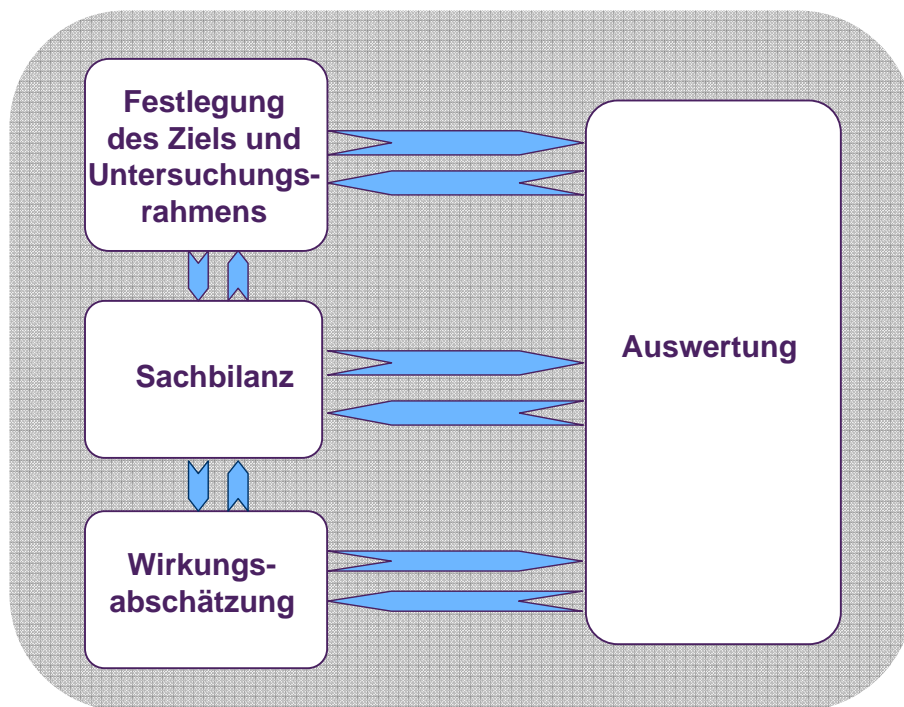 Festlegung
des Ziels und
Untersuchungs-
rahmens
Auswertung
Sachbilanz
Wirkungs-
abschätzung